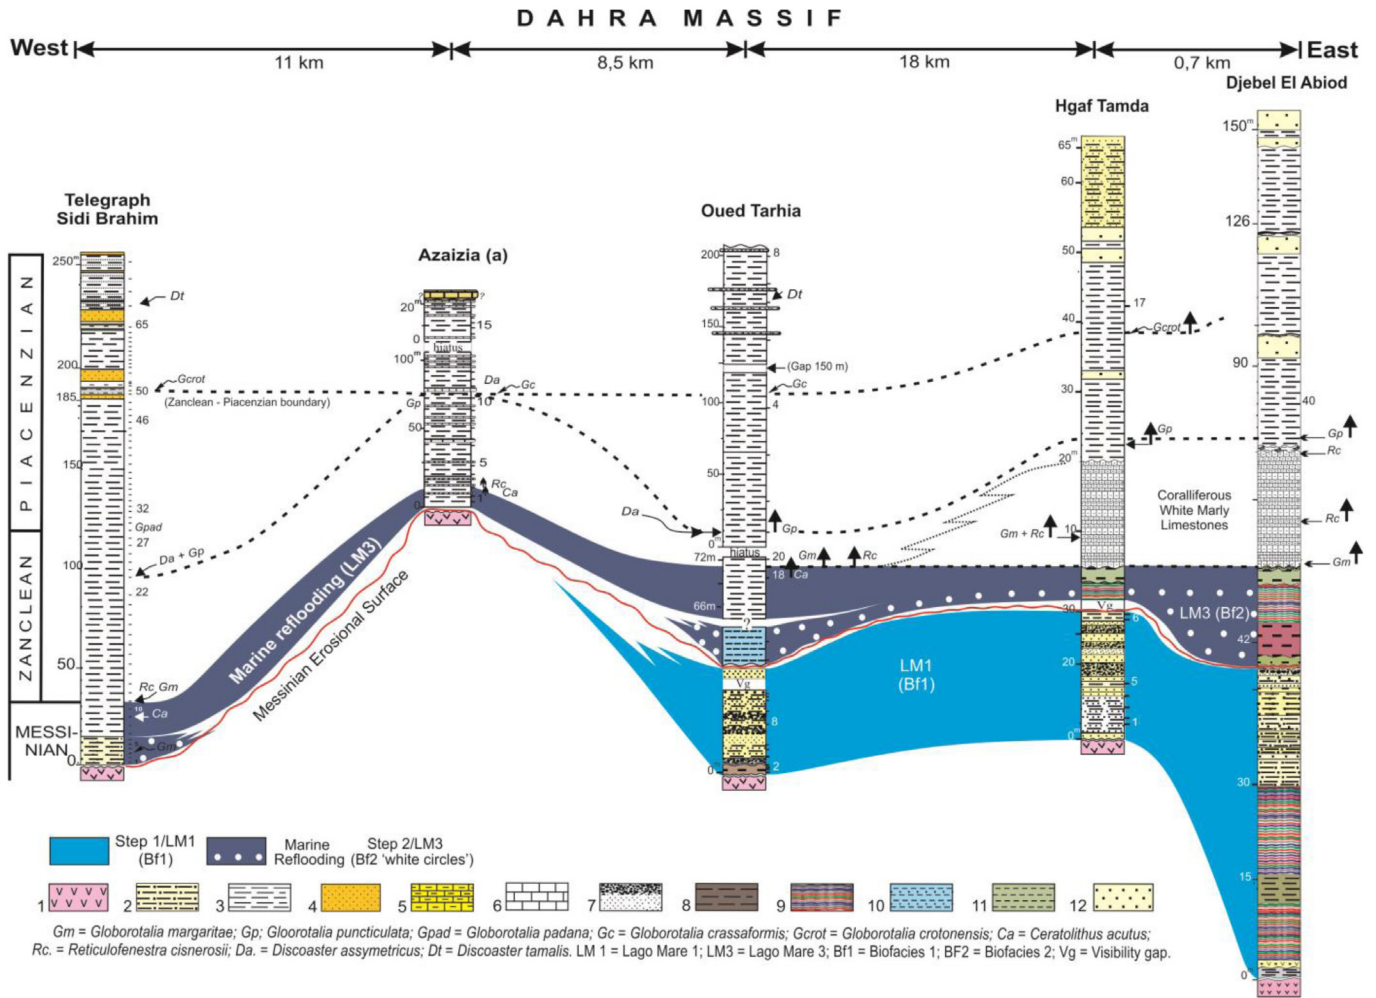 DAHRA MASSIF
West
East
11 km
8,5 km
18 km
0,7 km
Djebel El Abiod
Hgaf Tamda
Telegraph
Sidi Brahim
Oued Tarhia
Azaizia (a)
PIACENZIAN
ZANCLEAN
MESSI-
NIAN
250m
200
185
150
100
50
0
Dt
65
Gcrot
50
(Zanclean - Piacenzian boundary)
46
32
Gpad
27
Da + Gp
22
Rc Gm
10
Ca
5
Gm
?
?
20m
15
0
hiatus
100m
Da
Gc
Gp
10
50
5
Rc
Ca
1
0
Marine reflooding (LM3)
Messinian Erosional Surface
200
8
Dt
150
(Gap 150 m)
Gc
100
4
50
Da
Gp
0m
hiatus
72m
20
Gm
Rc
18
Ca
66m
?
Vg
8
2
0m
65m
60
50
17
40
Gcrot
30
Gp
20m
10
Gm + Rc
Vg
30
6
20
5
1
0m
LM1
(Bf1)
150m
126
90
40
Gp
Rc
Coralliferous
White Marly
Limestones
Rc
Gm
LM3 (Bf2)
42
30
15
0m
Step 1/LM1
(Bf1)
Marine
Reflooding
Step 2/LM3
(Bf2 ‘white circles’)
1
2
3
4
5
6
7
8
9
10
11
12
Gm = Globorotalia margaritae; Gp; Gloorotalia puncticulata; Gpad = Globorotalia padana; Gc = Globorotalia crassaformis; Gcrot = Globorotalia crotonensis; Ca = Ceratolithus acutus;
Rc. = Reticulofenestra cisnerosii; Da. = Discoaster assymetricus; Dt = Discoaster tamalis. LM 1 = Lago Mare 1; LM3 = Lago Mare 3; Bf1 = Biofacies 1; BF2 = Biofacies 2; Vg = Visibility gap.